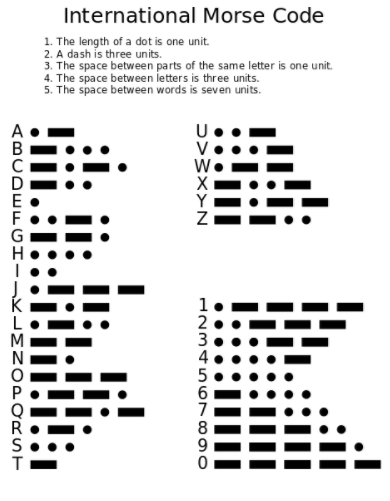 International Morse Code
1. The length of a dot is one unit.
2. A dash is three units.
3. The space between parts of the same letter is one unit.
4. The space between letters is three units.
5. The space between words is seven units.
A
B
C
D
E
F
G
H
I
J
K
L
M
N
O
P
Q
R
S
T
U
V
W
X
Y
Z
1
2
3
4
5
6
7
8
9
0